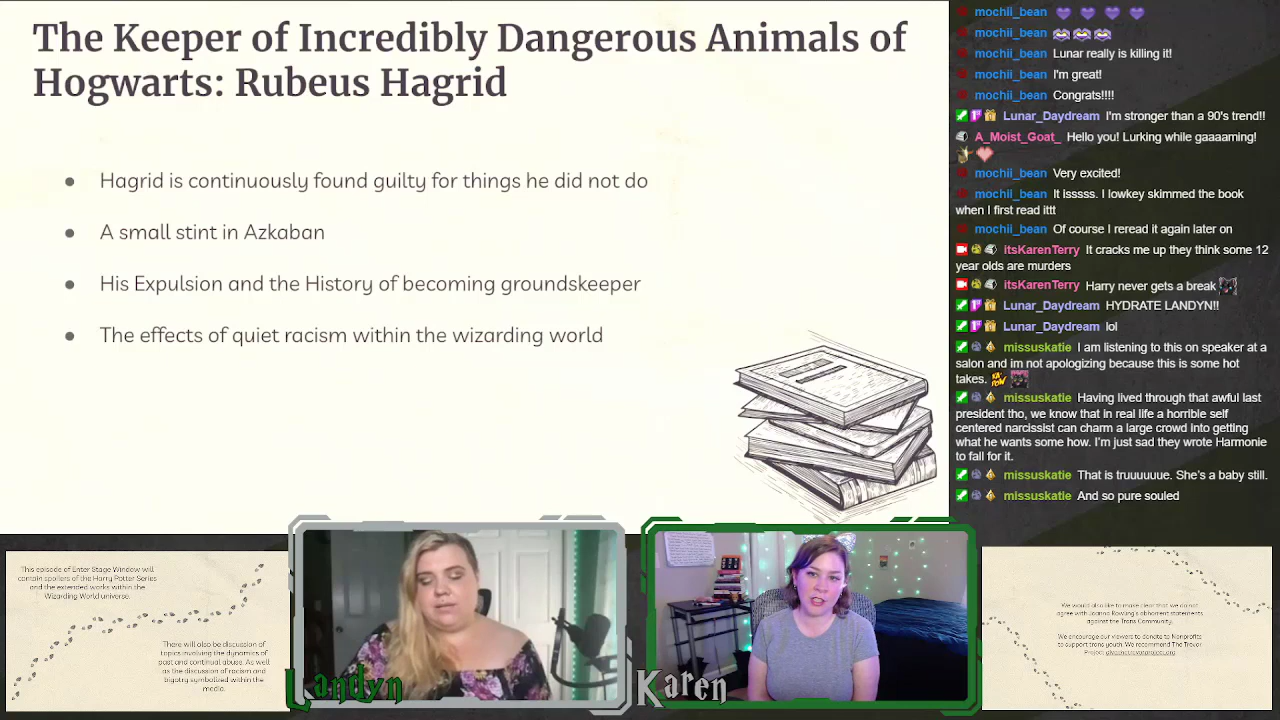 The Keeper of Incredibly Dangerous Animals of
Hogwarts: Rubeus Hagrid
● Hagrid is continuously found guilty for things he did not do
● A small stint in Azkaban
● His Expulsion and the History of becoming groundskeeper
● The effects of quiet racism within the wizarding world
mochii_bean
mochii_bean
mochii_bean Lunar really is killing it!
mochii_bean I'm great!
mochii_bean Congrats!!!!
Lunar_Daydream I'm stronger than a 90's trend!!
A_Moist_Goat_ Hello you! Lurking while gaaaaming!
mochii_bean Very excited!
mochii_bean It isssss. I lowkey skimmed the book
when I first read ittt
mochii_bean Of course I reread it again later on
itsKarenTerry It cracks me up they think some 12
year olds are murders
itsKarenTerry Harry never gets a break
Lunar_Daydream HYDRATE LANDYN!!
Lunar_Daydream lol
missuskatie I am listening to this on speaker at a
salon and im not apologizing because this is some hot
takes.
missuskatie Having lived through that awful last
president tho, we know that in real life a horrible self
centered narcissist can charm a large crowd into getting
what he wants some how. I'm just sad they wrote Harmonie
to fall for it.
missuskatie That is truuuuuue. She's a baby still.
missuskatie And so pure souled
This episode of Enter Stage Window will
contain spoilers of the Harry Potter Series
and the extended works within the
Wizarding World universe.
There will also be discussion of
topics involving the dynamics of
past and continual abuse. As well
as the discussion of racism and
bigotry symbolized within the
media.
Landyn
Karen
We would also like to make clear that we do not
agree with Joanna Rowling's abhorrent statements
against the Trans Community.
We encourage our viewers to donate to Nonprofits
to support trans youth. We recommend The Trevor
Project: